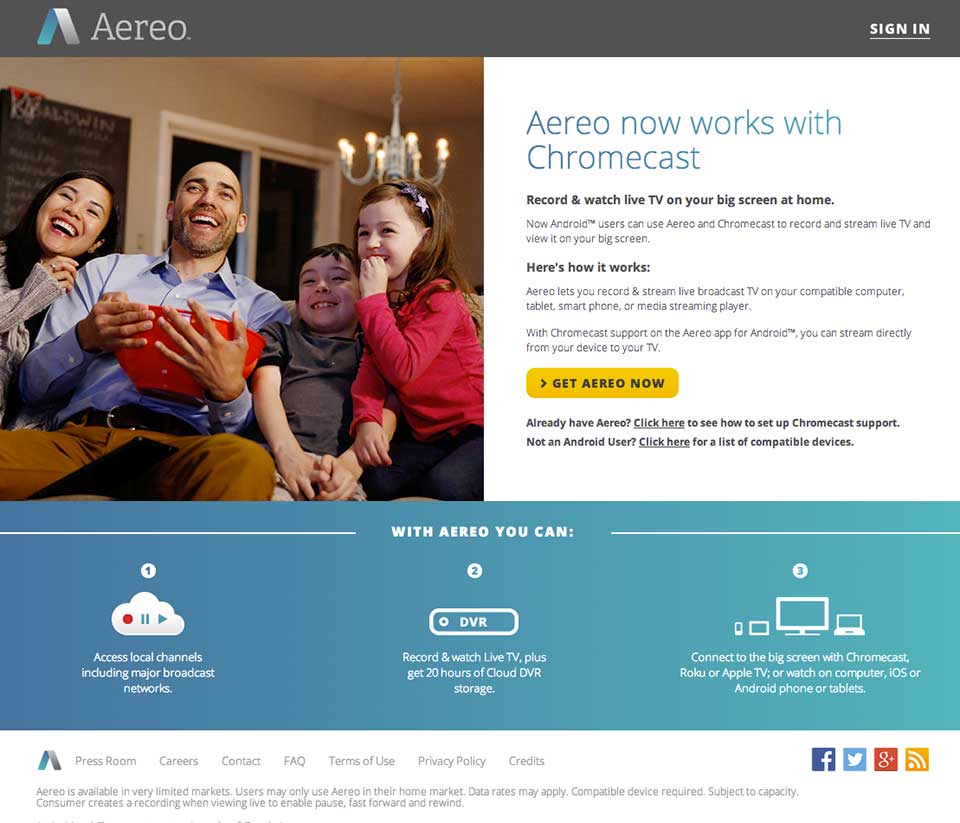 Aereo™
SIGN IN
BALDWIN
Aereo now works with
Chromecast
Record & watch live TV on your big screen at home.
Now Android™ users can use Aereo and Chromecast to record and stream live TV and
view it on your big screen.
Here's how it works:
Aereo lets you record & stream live broadcast TV on your compatible computer,
tablet, smart phone, or media streaming player.
With Chromecast support on the Aereo app for Android™, you can stream directly
from your device to your TV.
GET AEREO NOW
Already have Aereo? Click here to see how to set up Chromecast support.
Not an Android User? Click here for a list of compatible devices.
WITH AEREO YOU CAN:
1
2
3
DVR
Access local channels
including major broadcast
networks.
Record & watch Live TV, plus
get 20 hours of Cloud DVR
storage.
Connect to the big screen with Chromecast,
Roku or Apple TV; or watch on computer, iOS or
Android phone or tablets.
Press Room Careers Contact FAQ Terms of Use Privacy Policy Credits
f g+
Aereo is available in very limited markets. Users may only use Aereo in their home market. Data rates may apply. Compatible device required. Subject to capacity.
Consumer creates a recording when viewing live to enable pause, fast forward and rewind.